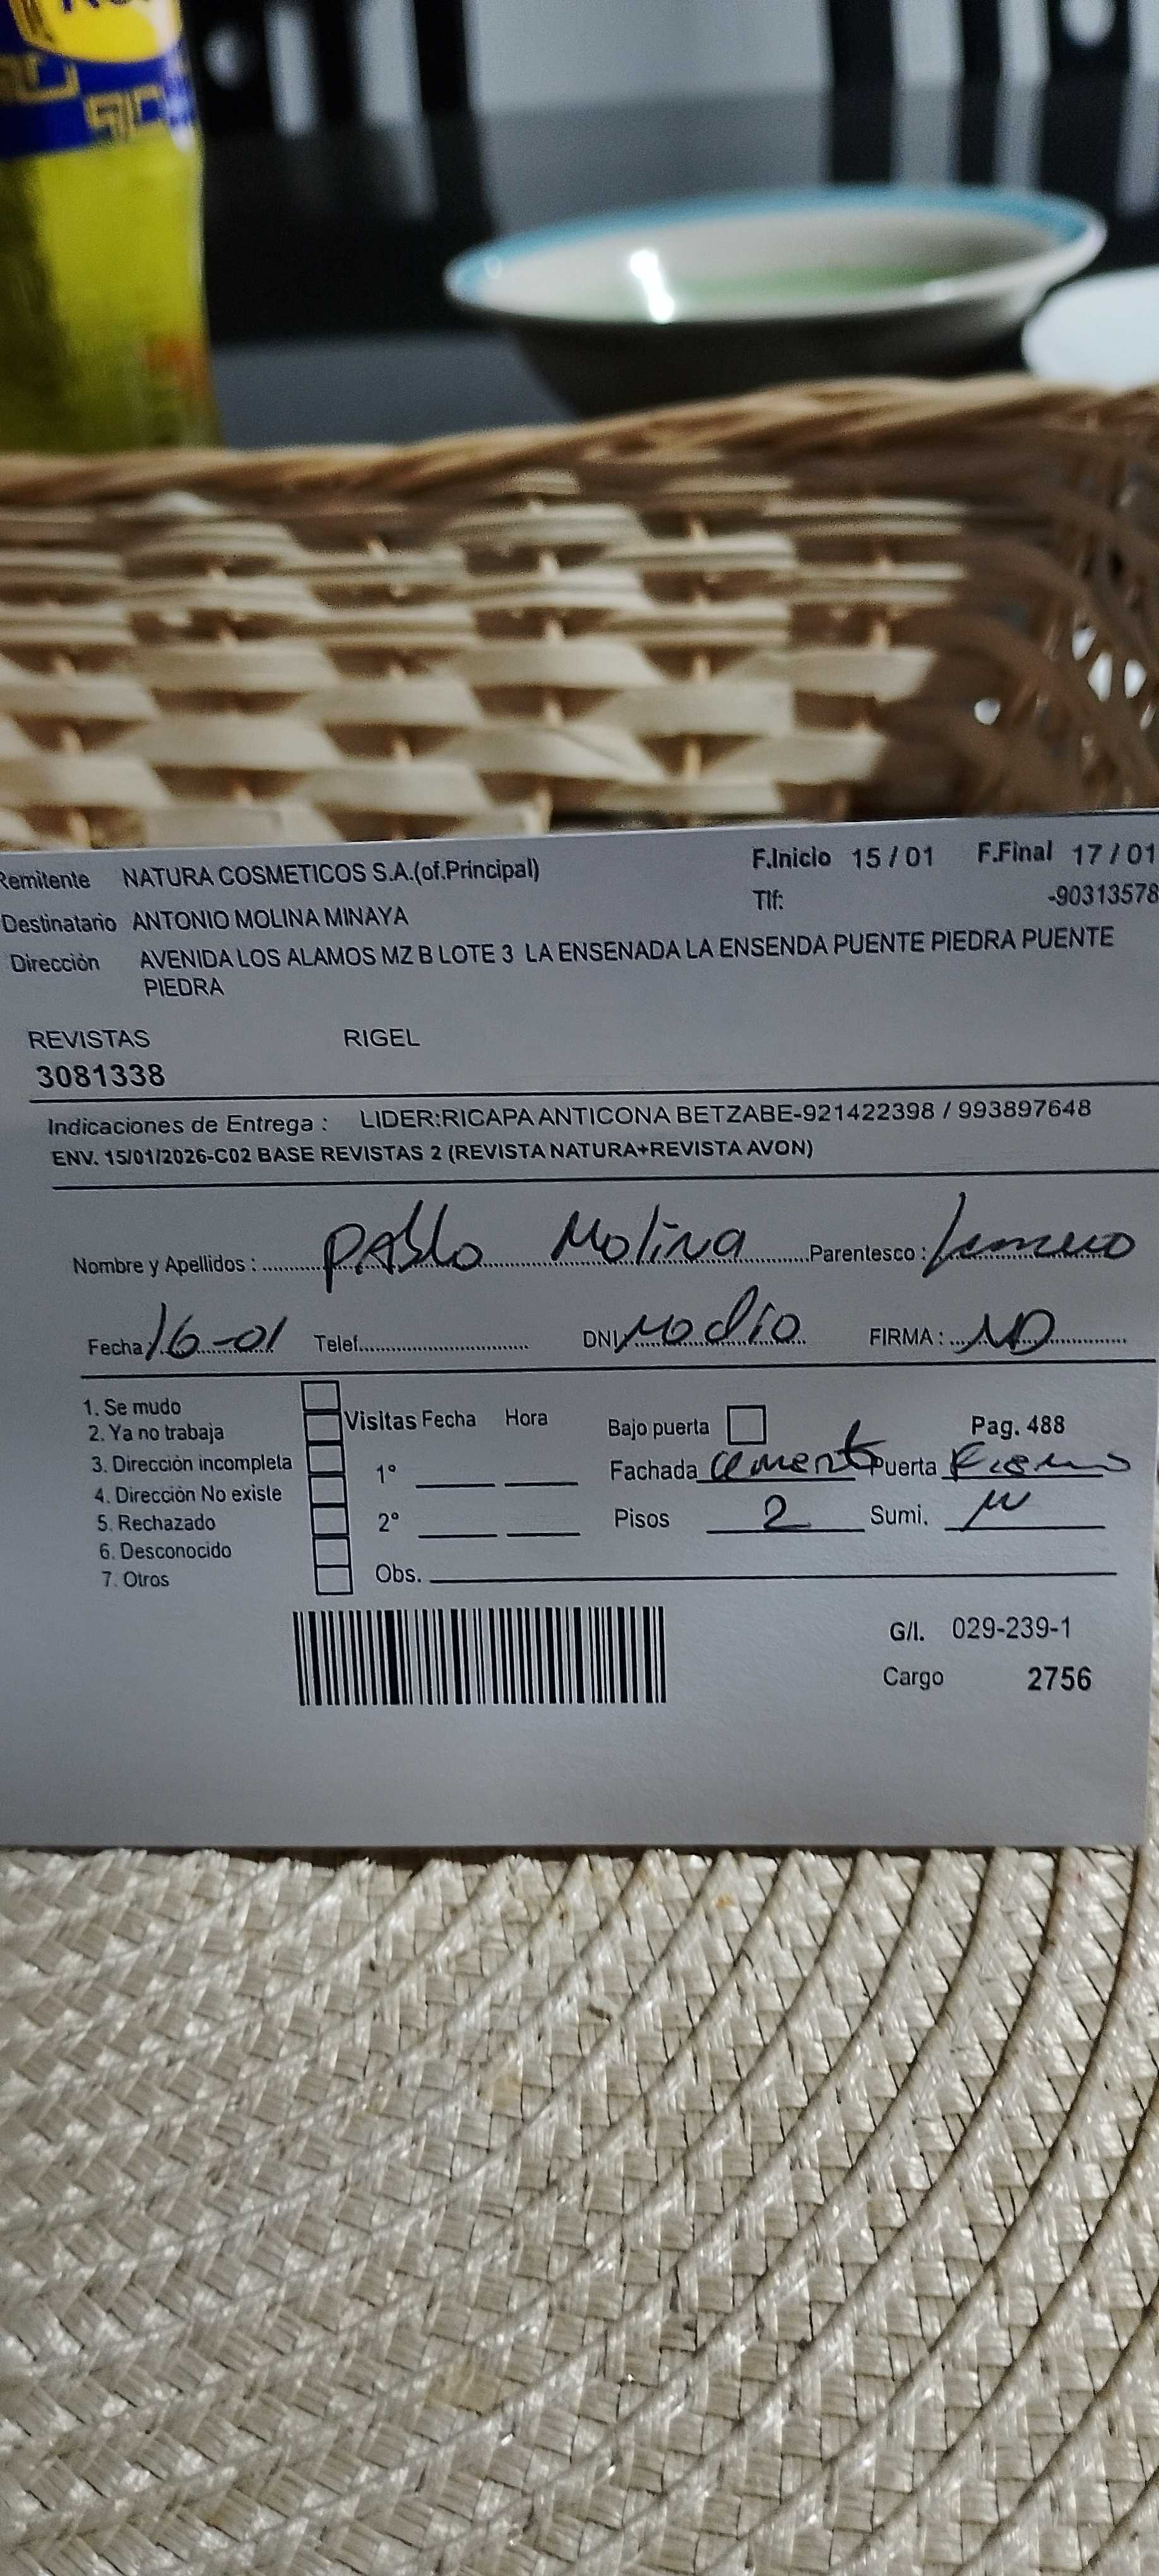 Remitente NATURA COSMETICOS S.A.(of.Principal) F.Inicio 15 / 01 F.Final 17 / 01
Destinatario ANTONIO MOLINA MINAYA Tlf: -90313578
Dirección AVENIDA LOS ALAMOS MZ B LOTE 3 LA ENSENADA LA ENSENDA PUENTE PIEDRA PUENTE
PIEDRA
REVISTAS RIGEL
3081338
Indicaciones de Entrega : LIDER:RICAPA ANTICONA BETZABE-921422398 / 993897648
ENV. 15/01/2026-C02 BASE REVISTAS 2 (REVISTA NATURA+REVISTA AVON)
Nombre y Apellidos : Pablo Molina Parentesco :
Fecha 16-01 Telef. DNI No dio FIRMA : ND
1. Se mudo
2. Ya no trabaja Visitas Fecha Hora Bajo puerta Pag. 488
3. Dirección incompleta 1° Fachada cemento Puerta
4. Dirección No existe
5. Rechazado 2° Pisos 2 Sumi.
6. Desconocido
7. Otros Obs.
G/I. 029-239-1
Cargo 2756